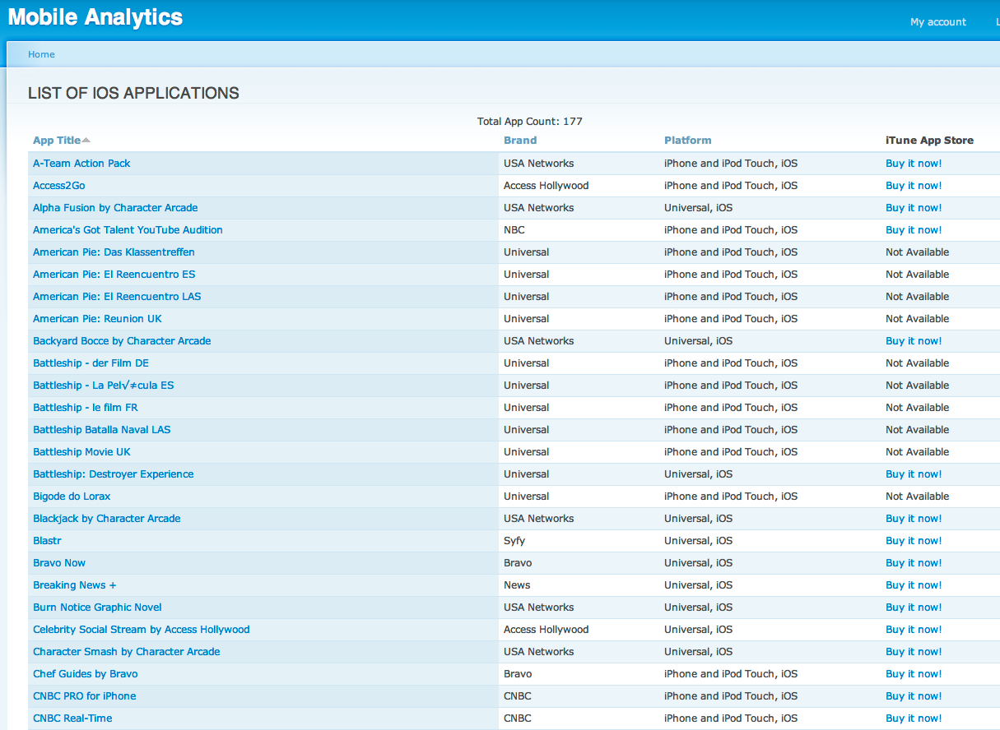 Mobile Analytics
My account
Home
LIST OF IOS APPLICATIONS
Total App Count: 177
App Title Brand Platform iTune App Store
A-Team Action Pack USA Networks iPhone and iPod Touch, iOS Buy it now!
Access2Go Access Hollywood iPhone and iPod Touch, iOS Buy it now!
Alpha Fusion by Character Arcade USA Networks Universal, iOS Buy it now!
America's Got Talent YouTube Audition NBC iPhone and iPod Touch, iOS Buy it now!
American Pie: Das Klassentreffen Universal iPhone and iPod Touch, iOS Not Available
American Pie: El Reencuentro ES Universal iPhone and iPod Touch, iOS Not Available
American Pie: El Reencuentro LAS Universal iPhone and iPod Touch, iOS Not Available
American Pie: Reunion UK Universal iPhone and iPod Touch, iOS Not Available
Backyard Bocce by Character Arcade USA Networks Universal, iOS Buy it now!
Battleship - der Film DE Universal iPhone and iPod Touch, iOS Not Available
Battleship - La Pel√≠cula ES Universal iPhone and iPod Touch, iOS Not Available
Battleship - le film FR Universal iPhone and iPod Touch, iOS Not Available
Battleship Batalla Naval LAS Universal iPhone and iPod Touch, iOS Not Available
Battleship Movie UK Universal iPhone and iPod Touch, iOS Not Available
Battleship: Destroyer Experience Universal Universal, iOS Buy it now!
Bigode do Lorax Universal iPhone and iPod Touch, iOS Not Available
Blackjack by Character Arcade USA Networks Universal, iOS Buy it now!
Blastr Syfy Universal, iOS Buy it now!
Bravo Now Bravo Universal, iOS Buy it now!
Breaking News + News Universal, iOS Buy it now!
Burn Notice Graphic Novel USA Networks Universal, iOS Buy it now!
Celebrity Social Stream by Access Hollywood Access Hollywood Universal, iOS Buy it now!
Character Smash by Character Arcade USA Networks Universal, iOS Buy it now!
Chef Guides by Bravo Bravo iPhone and iPod Touch, iOS Buy it now!
CNBC PRO for iPhone CNBC iPhone and iPod Touch, iOS Buy it now!
CNBC Real-Time CNBC iPhone and iPod Touch, iOS Buy it now!